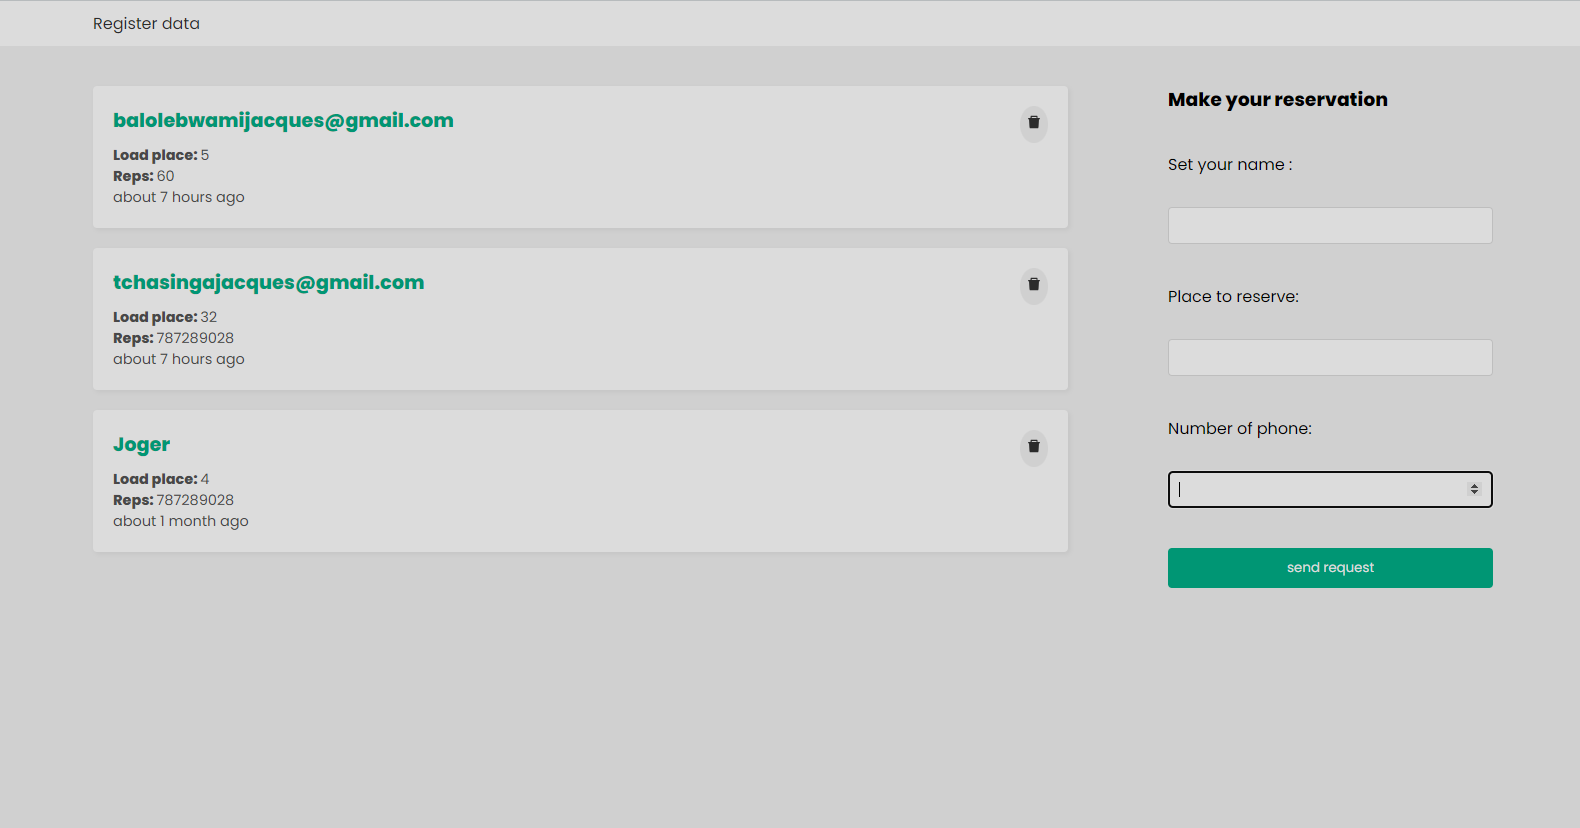 Register data
balolebwamijacques@gmail.com
Load place: 5
Reps: 60
about 7 hours ago
tchasingajacques@gmail.com
Load place: 32
Reps: 787289028
about 7 hours ago
Joger
Load place: 4
Reps: 787289028
about 1 month ago
Make your reservation
Set your name :
Place to reserve:
Number of phone:
send request